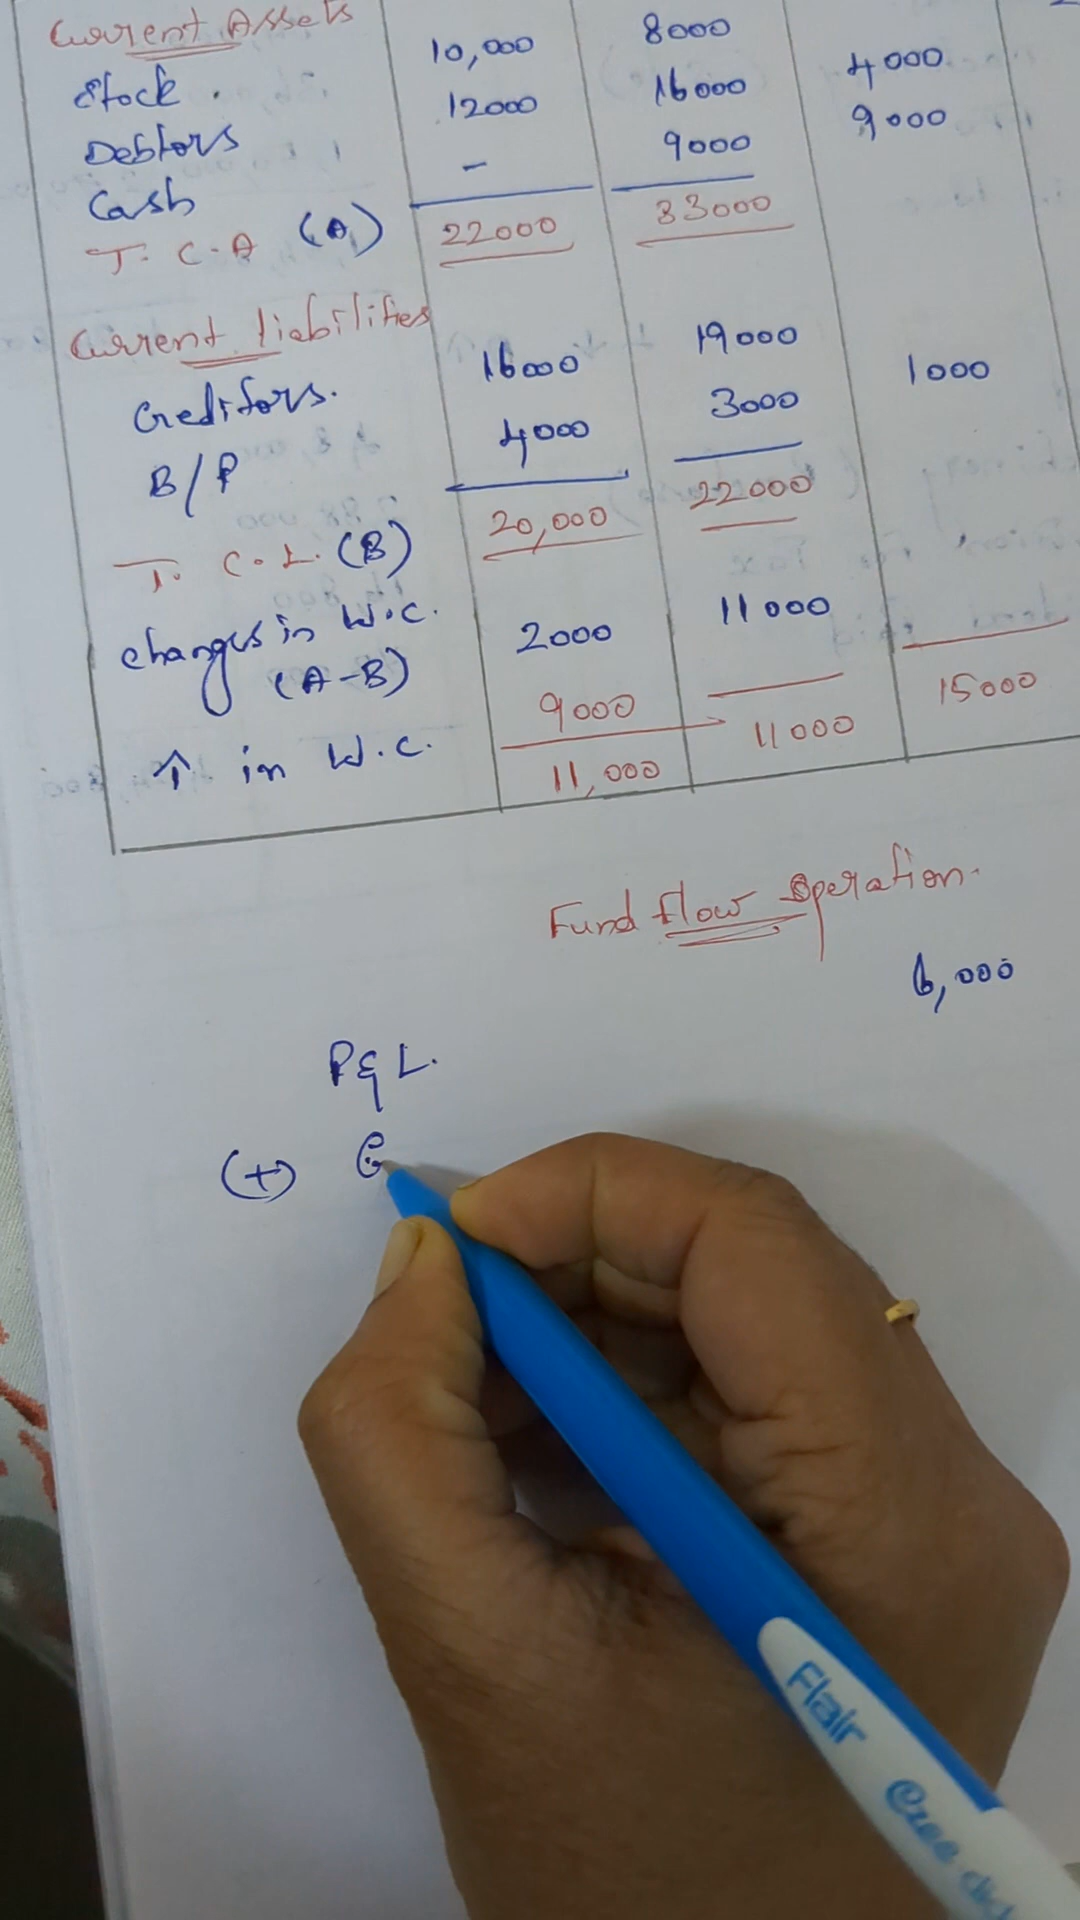 Current Assets
Stock. 10,000 8000
Debtors 12000 16000 4000
Cash - 9000 9000
T. C.A (A) 22000 33000
Current liabilities
Creditors. 16000 19000
B/P 4000 3000 1000
T. C.L. (B) 20,000 22000
changes in W.C. 2000 11000
(A-B)
↑ in W.C. 9000
11,000 11000 15000
Fund flow operation.
6,000
P&L.
(+) G
Flair
Creo click